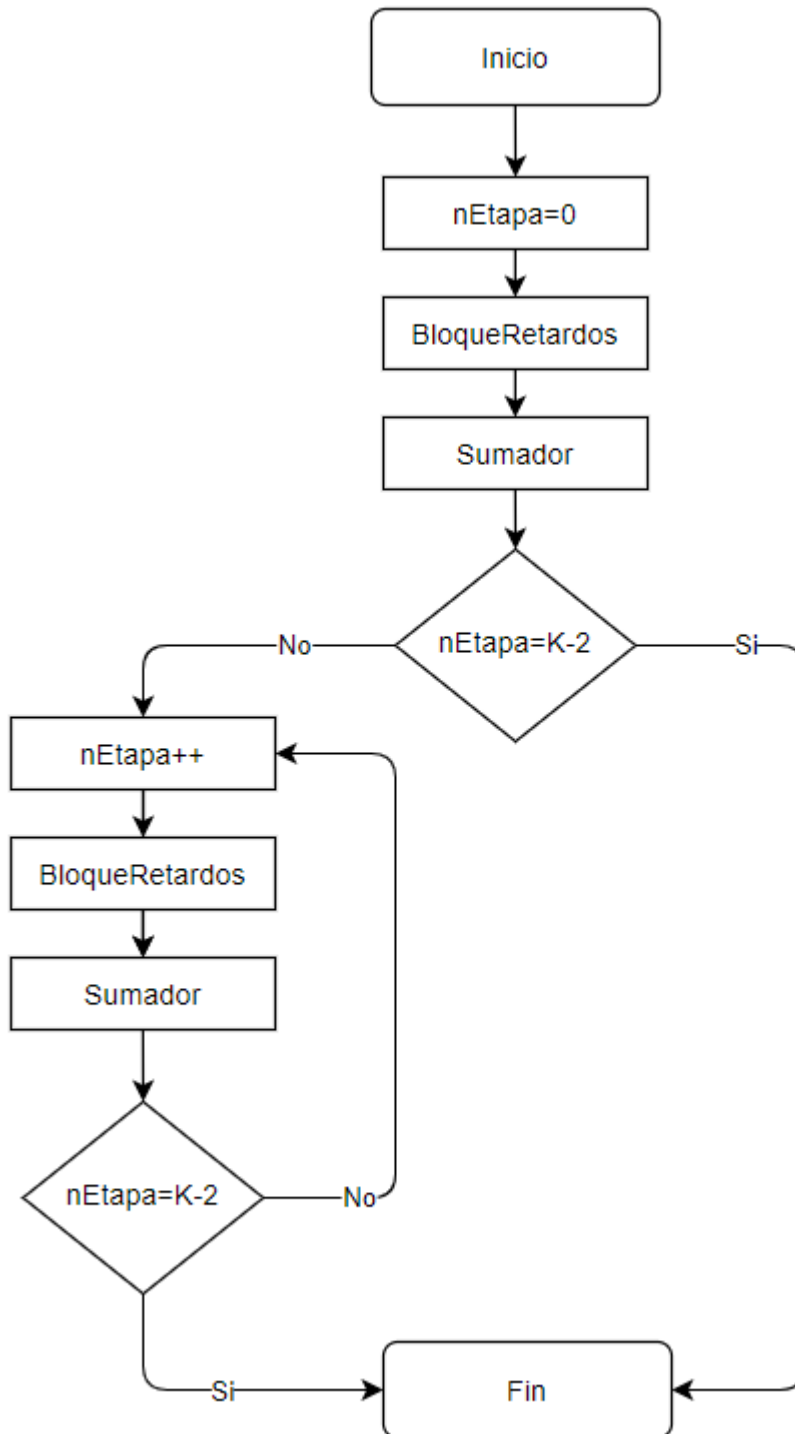 Inicio
nEtapa=0
BloqueRetardos
Sumador
nEtapa=K-2
No
Si
nEtapa++
BloqueRetardos
Sumador
nEtapa=K-2
No
Si
Fin